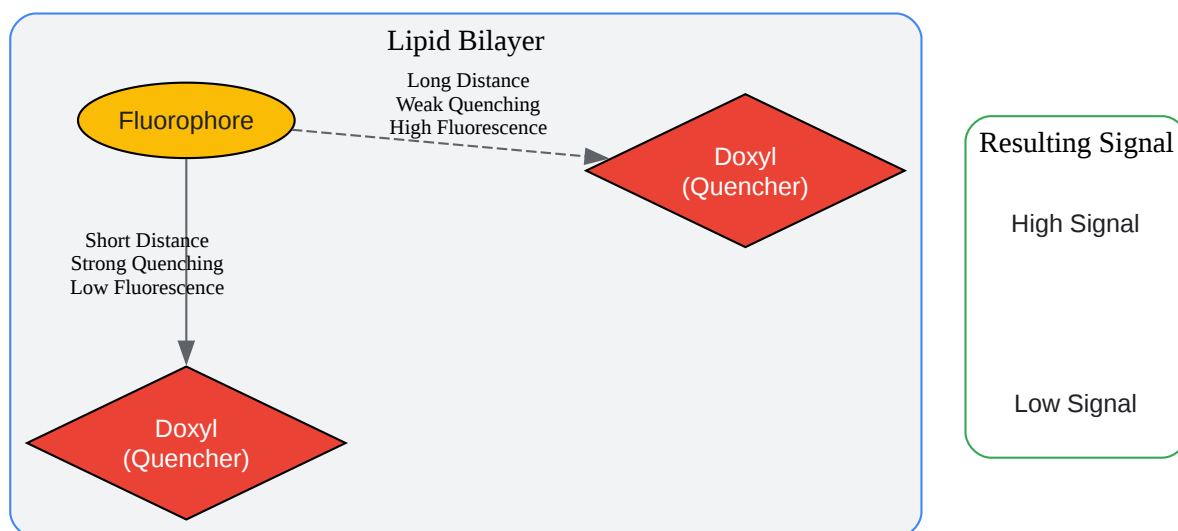 Lipid Bilayer
Long Distance
Weak Quenching
High Fluorescence
Fluorophore
Doxyl
(Quencher)
Short Distance
Strong Quenching
Low Fluorescence
Doxyl
(Quencher)
Resulting Signal
High Signal
Low Signal